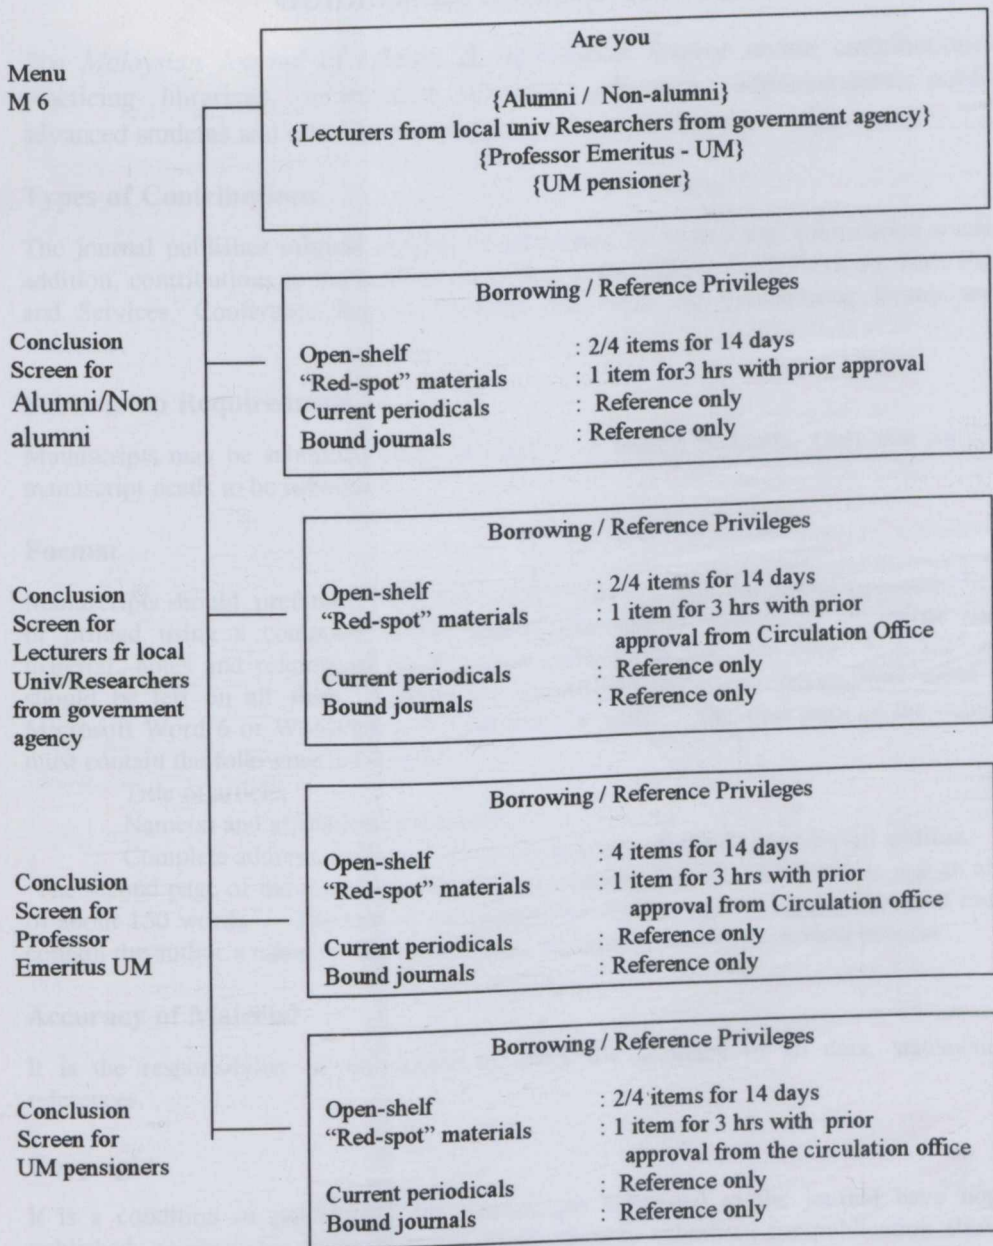 Menu
M 6
Are you
{Alumni / Non-alumni}
{Lecturers from local univ Researchers from government agency}
{Professor Emeritus - UM}
{UM pensioner}
Conclusion
Screen for
Alumni/Non
alumni
Borrowing / Reference Privileges
Open-shelf : 2/4 items for 14 days
“Red-spot” materials : 1 item for3 hrs with prior approval
Current periodicals : Reference only
Bound journals : Reference only
Conclusion
Screen for
Lecturers fr local
Univ/Researchers
from government
agency
Borrowing / Reference Privileges
Open-shelf : 2/4 items for 14 days
“Red-spot” materials : 1 item for 3 hrs with prior
approval from Circulation Office
Current periodicals : Reference only
Bound journals : Reference only
Conclusion
Screen for
Professor
Emeritus UM
Borrowing / Reference Privileges
Open-shelf : 4 items for 14 days
“Red-spot” materials : 1 item for 3 hrs with prior
approval from Circulation office
Current periodicals : Reference only
Bound journals : Reference only
Conclusion
Screen for
UM pensioners
Borrowing / Reference Privileges
Open-shelf : 2/4 items for 14 days
“Red-spot” materials : 1 item for 3 hrs with prior
approval from the circulation office
Current periodicals : Reference only
Bound journals : Reference only